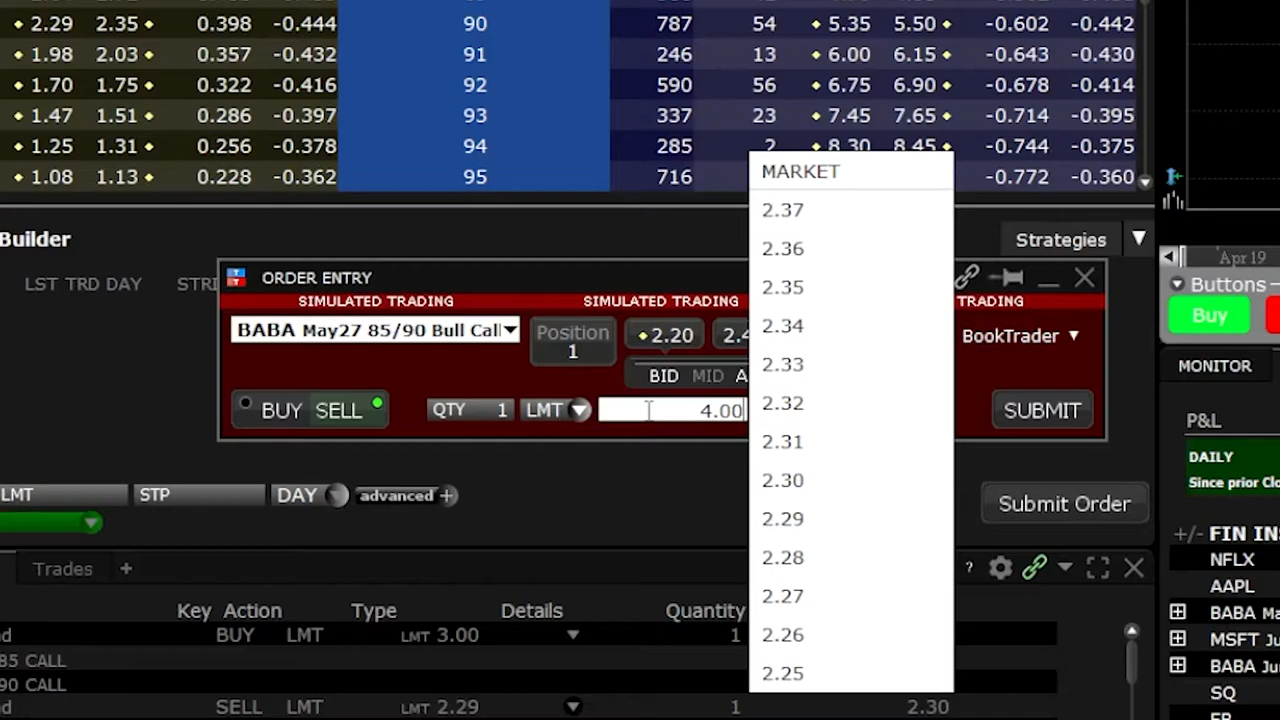 2.29 2.35 0.398 -0.444 90 787 54 5.35 5.50 -0.602 -0.442
1.98 2.03 0.357 -0.432 91 246 13 6.00 6.15 -0.643 -0.430
1.70 1.75 0.322 -0.416 92 590 56 6.75 6.90 -0.678 -0.414
1.47 1.51 0.286 -0.397 93 337 23 7.45 7.65 -0.714 -0.395
1.25 1.31 0.256 -0.378 94 285 2 8.30 8.45 -0.744 -0.375
1.08 1.13 0.228 -0.362 95 716 -0.772 -0.360
MARKET
2.37
2.36
2.35
2.34
2.33
2.32
2.31
2.30
2.29
2.28
2.27
2.26
2.25
Builder
Strategies
LST TRD DAY
ORDER ENTRY
SIMULATED TRADING SIMULATED TRADING TRADING
BABA May27 85/90 Bull Call
Position
1
2.20
BookTrader
BID MID
BUY SELL QTY 1 LMT 4.00 SUBMIT
LMT STP DAY advanced +
Submit Order
Trades +
?
Key Action Type Details Quantity
BUY LMT LMT 3.00 1
85 CALL
90 CALL
SELL LMT LMT 2.29 1 2.30
Apr 19
Buttons
Buy
MONITOR
P&L
DAILY
Since prior
+/- FIN
NFLX
AAPL
BABA
MSFT
BABA
SQ